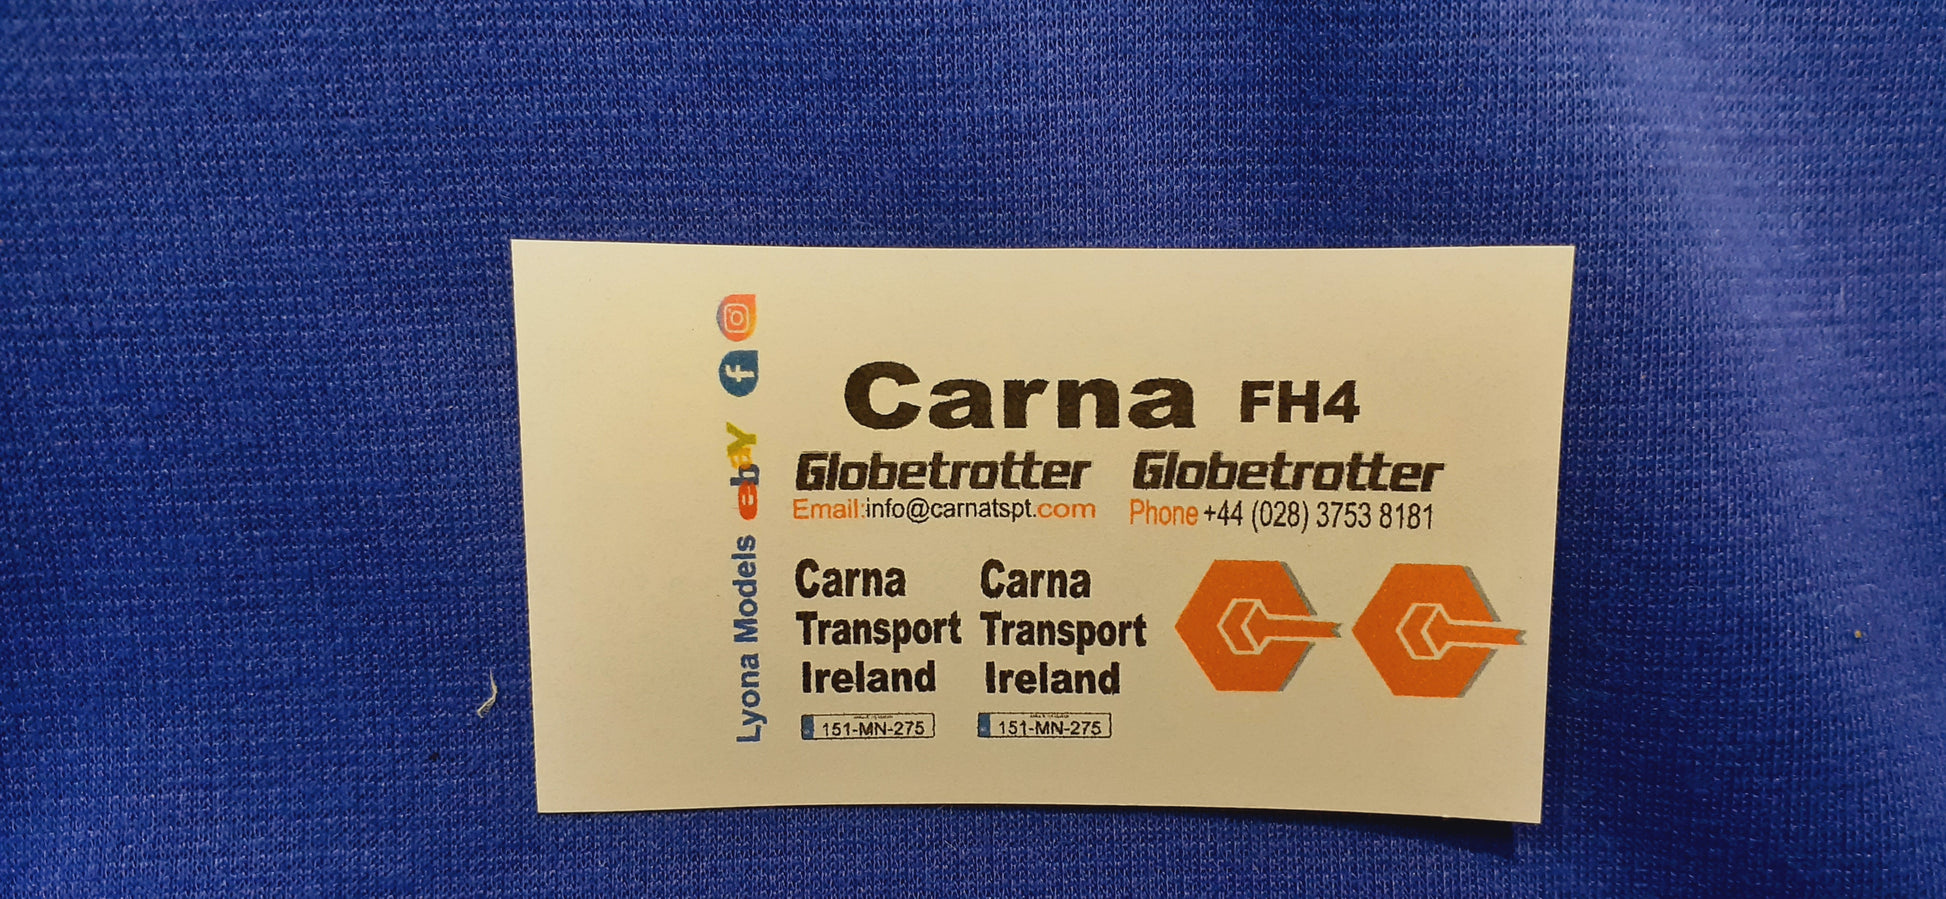 Lyona Models ebay
Carna FH4
Globetrotter Globetrotter
Email:info@carnatspt.com Phone +44 (028) 3753 8181
Carna Carna
Transport Transport
Ireland Ireland
151-MN-275 151-MN-275